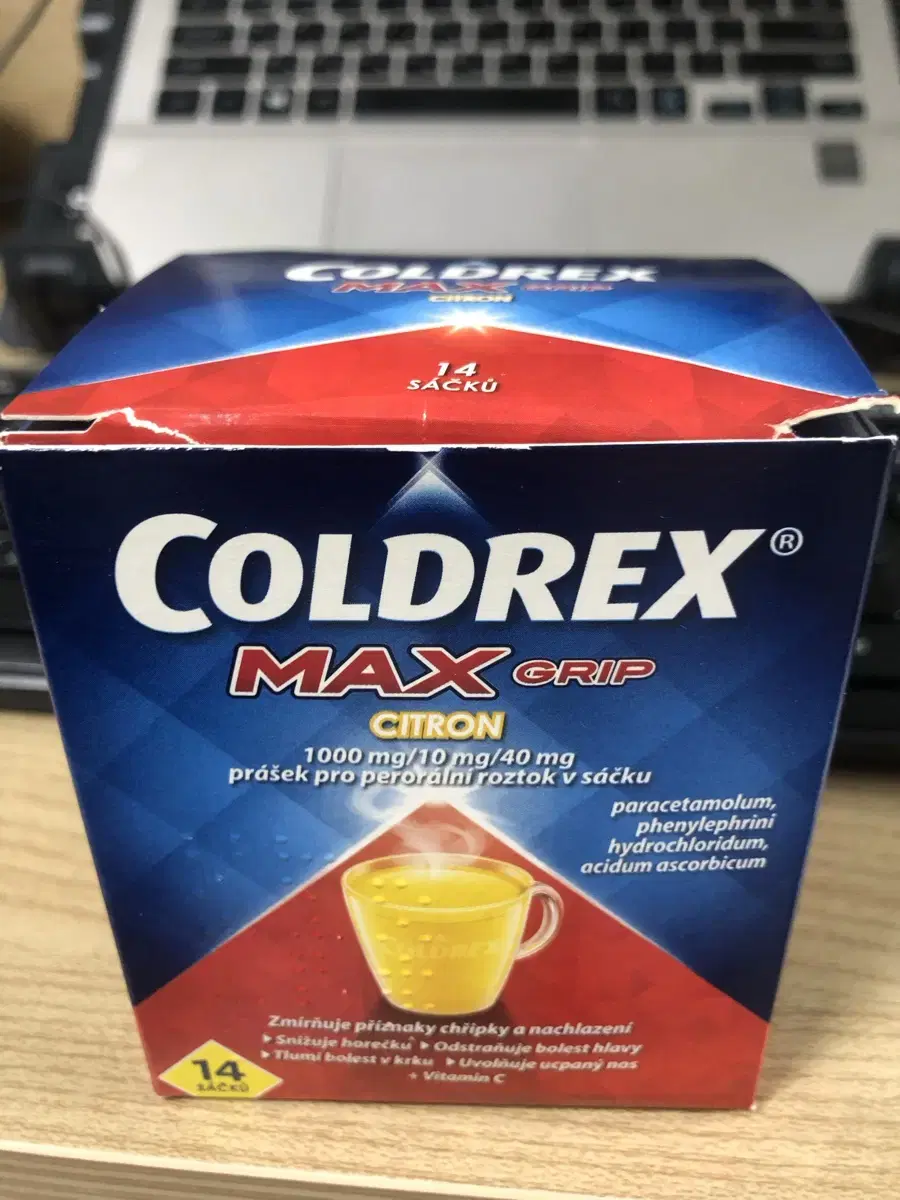 COLDREX
MAX GRIP
CITRON
14
SÁČKŮ
COLDREX®
MAX GRIP
CITRON
1000 mg/10 mg/40 mg
prášek pro perorální roztok v sáčku
paracetamolum,
phenylephrini
hydrochloridum,
acidum ascorbicum
COLDREX
Zmírňuje příznaky chřipky a nachlazení
▸ Snižuje horečku ▸ Odstraňuje bolest hlavy
▸ Tlumí bolest v krku ▸ Uvolňuje ucpaný nos
+ Vitamin C
14
SÁČKŮ